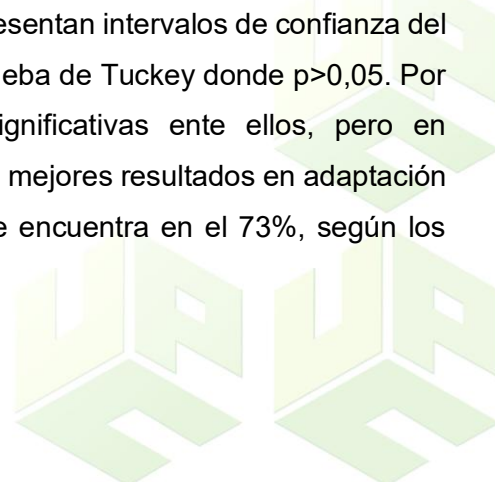 esentan intervalos de confianza del
eba de Tuckey donde p>0,05. Por
ignificativas ente ellos, pero en
mejores resultados en adaptación
e encuentra en el 73%, según los